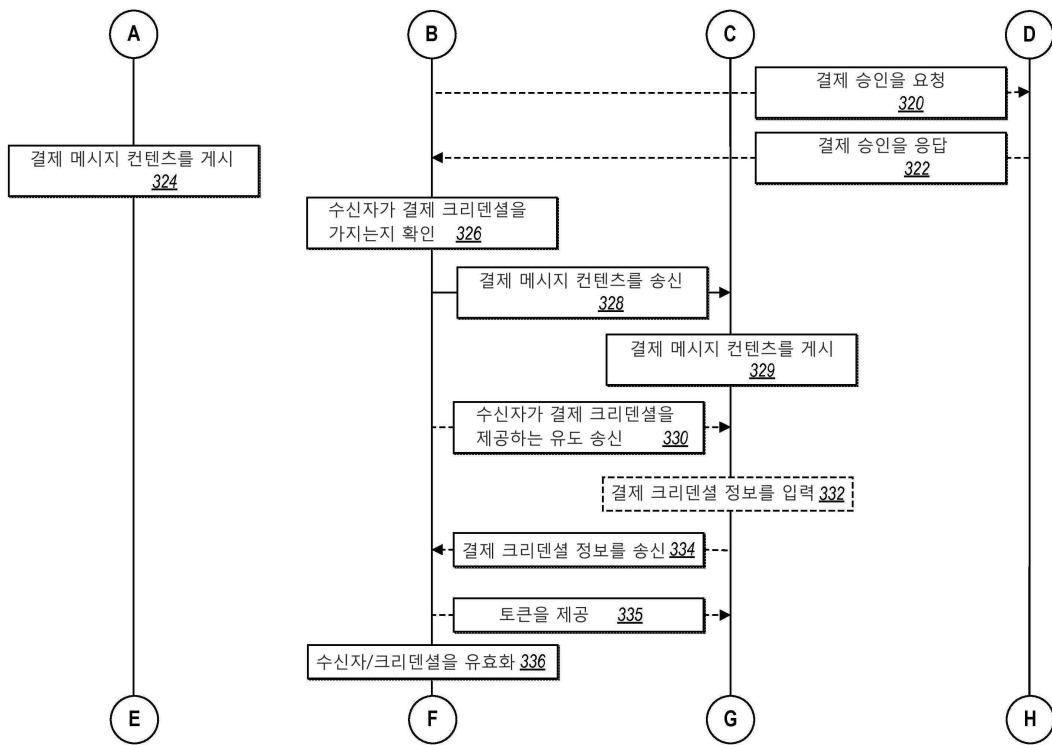 A
B
C
D
결제 승인을 요청
320
결제 승인을 응답
322
결제 메시지 컨텐츠를 게시
324
수신자가 결제 크리덴셜을
가지는지 확인 326
결제 메시지 컨텐츠를 송신
328
결제 메시지 컨텐츠를 게시
329
수신자가 결제 크리덴셜을
제공하는 유도 송신 330
결제 크리덴셜 정보를 입력 332
결제 크리덴셜 정보를 송신 334
토큰을 제공 335
수신자/크리덴셜을 유효화 336
E
F
G
H